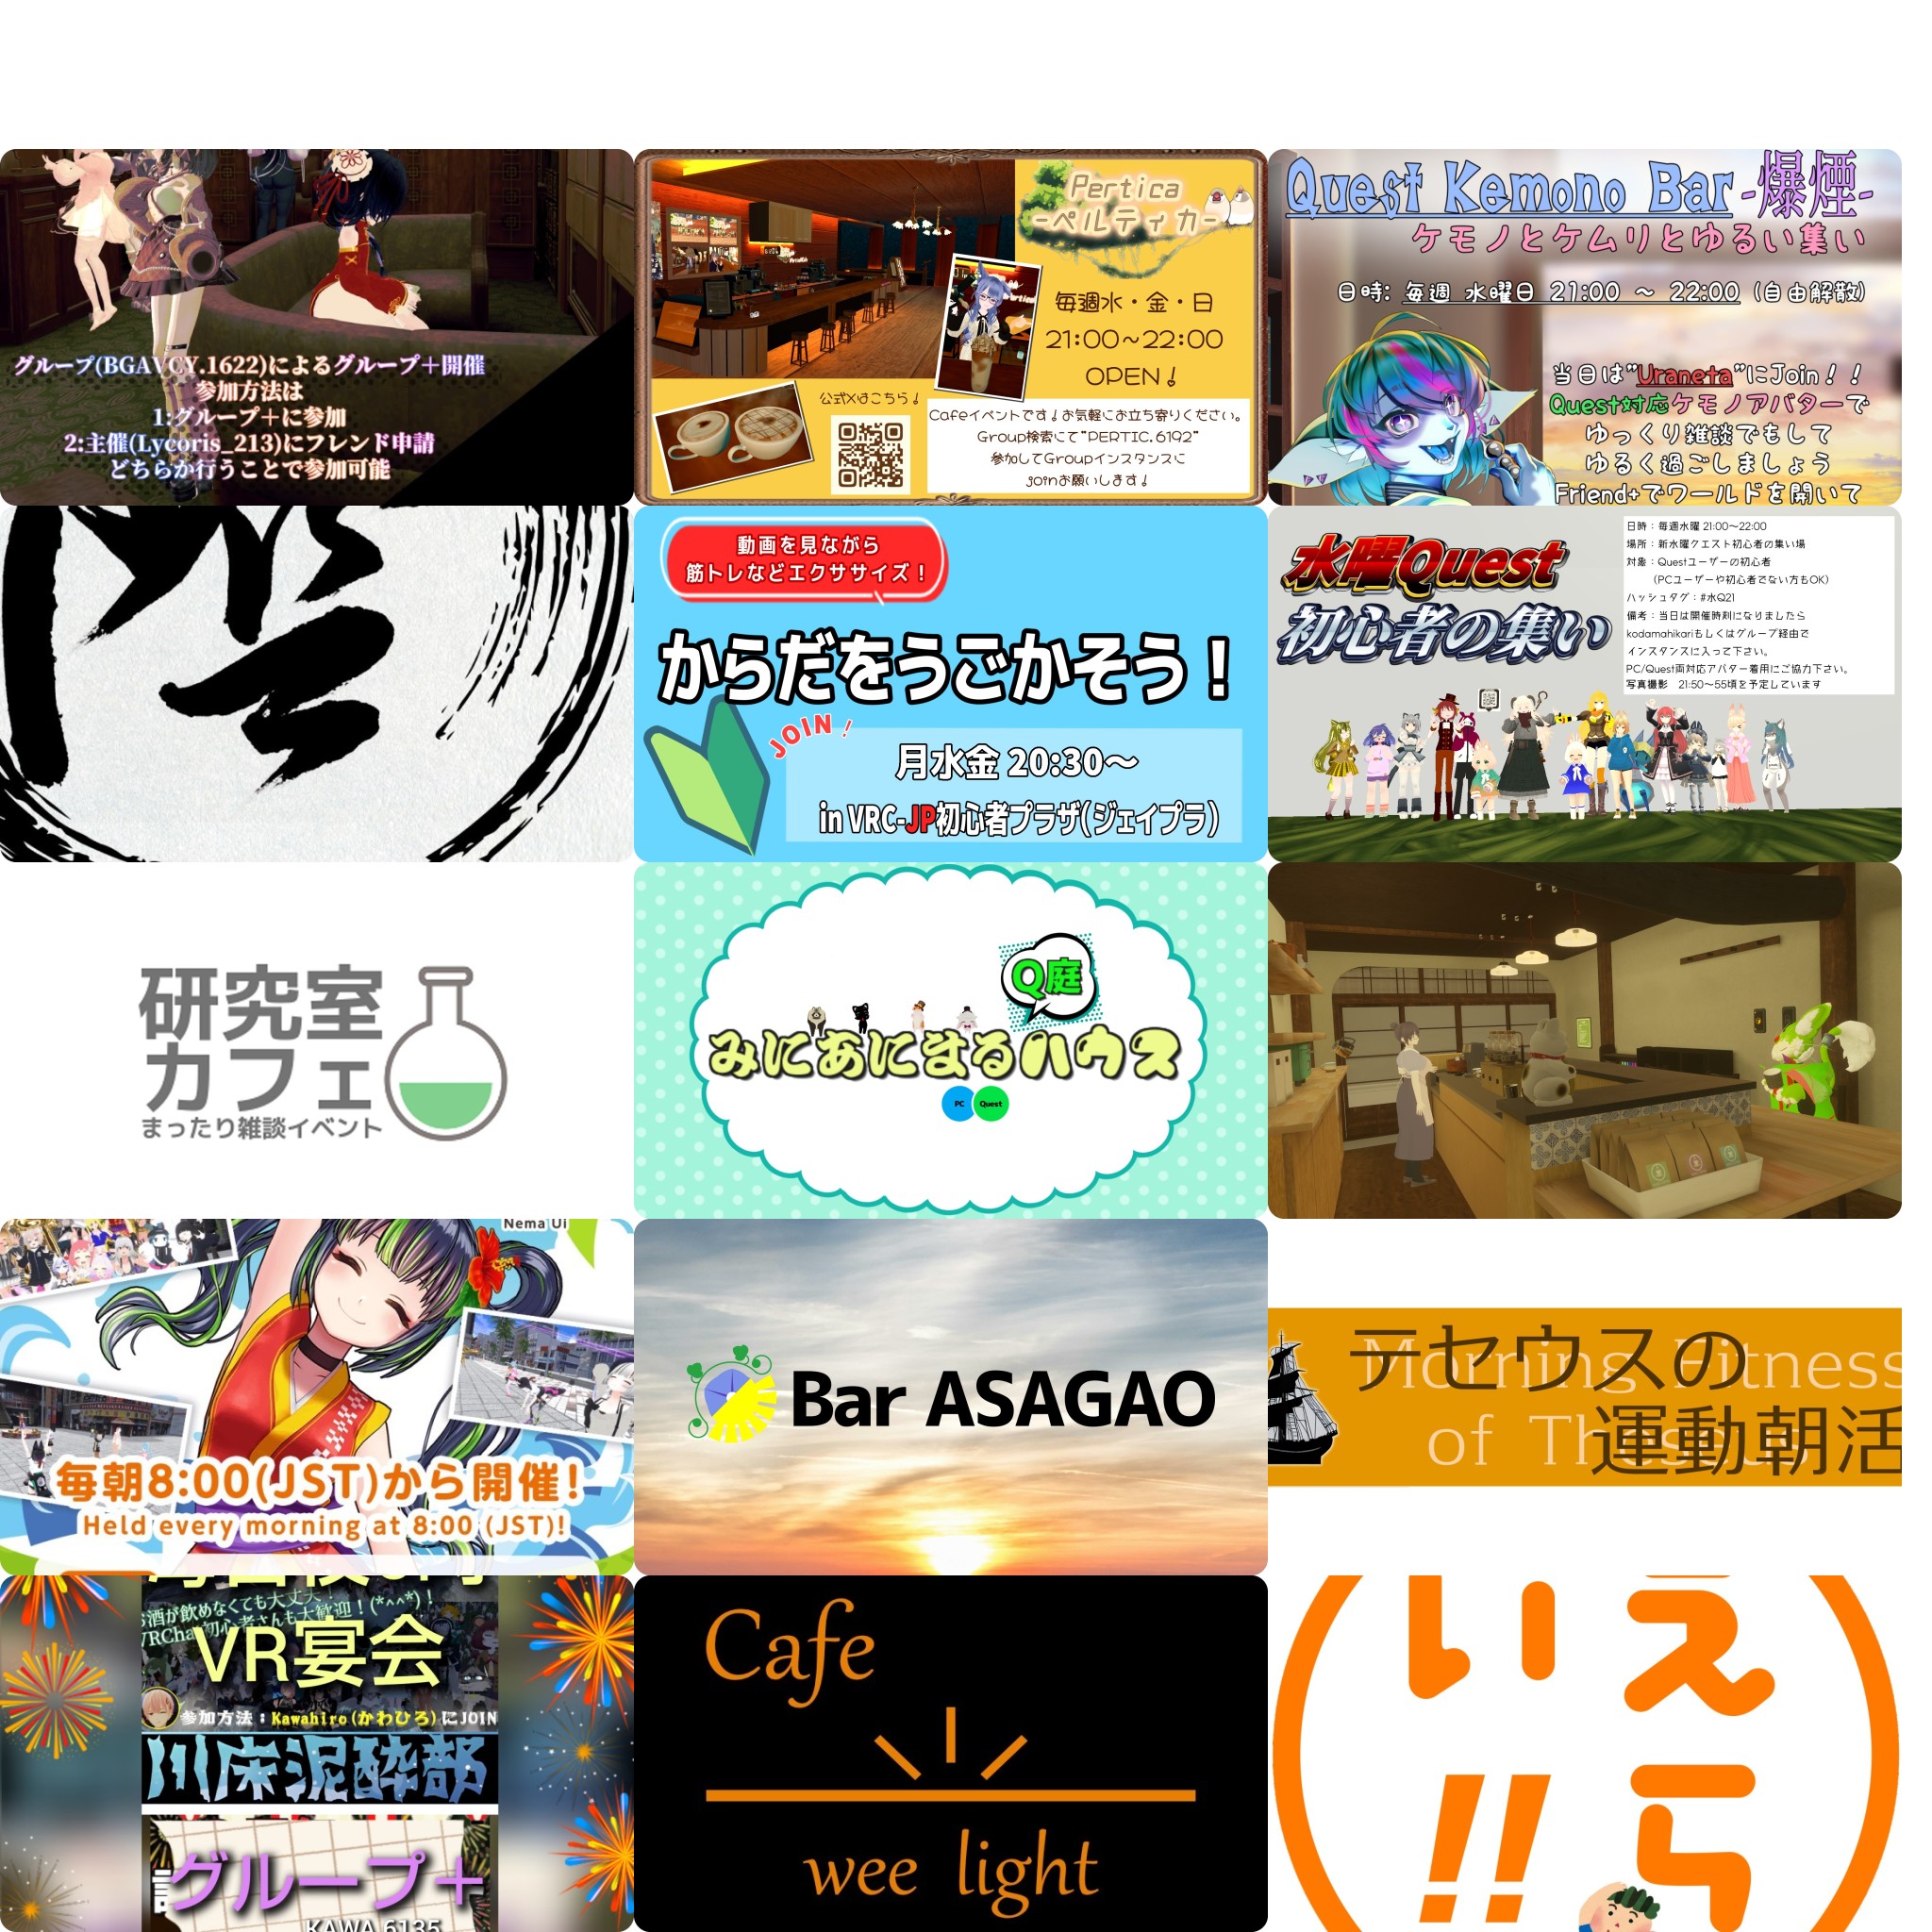 グループ(BGAVCY.1622)によるグループ＋開催
参加方法は
1:グループ＋に参加
2:主催(Lycoris_213)にフレンド申請
どちらか行うことで参加可能
Pertica
-ペルティカ-
毎週水・金・日
21:00～22:00
OPEN！
公式Xはこちら！
Cafeイベントです！お気軽にお立ち寄りください。
Group検索にて"PERTIC.6192"
参加してGroupインスタンスに
joinお願いします！
Quest Kemono Bar-爆煙-
ケモノとケムリとゆるい集い
日時: 毎週 水曜日 21:00 ～ 22:00 (自由解散)
当日は"Uraneta"にJoin！！
Quest対応ケモノアバターで
ゆっくり雑談でもして
ゆるく過ごしましょう
Friend+でワールドを開いて
動画を見ながら
筋トレなどエクササイズ！
からだをうごかそう！
JOIN！
月水金 20:30～
in VRC-JP初心者プラザ(ジェイプラ)
水曜Quest
初心者の集い
日時：毎週水曜 21:00～22:00
場所：新水曜クエスト初心者の集い場
対象：Questユーザーの初心者
（PCユーザーや初心者でない方もOK）
ハッシュタグ：#水Q21
備考：当日は開催時刻になりましたら
kodamahikariもしくはグループ経由で
インスタンスに入って下さい。
PC/Quest両対応アバター着用にご協力下さい。
写真撮影　21:50～55頃を予定しています
研究室
カフェ
まったり雑談イベント
Q庭
みにあにまるハウス
PC
Quest
Nema Ui
毎朝8:00(JST)から開催！
Held every morning at 8:00 (JST)!
Bar ASAGAO
テセウスの
Morning Fitness
of Theseus
運動朝活
お酒が飲めなくても大丈夫！
VRChat初心者さんも大歓迎！(*^^*)！
VR宴会
参加方法：Kawahiro(かわひろ)にJOIN
川床泥酔部
グループ＋
KAWA.6135
Cafe
wee light
いえ
!!ら